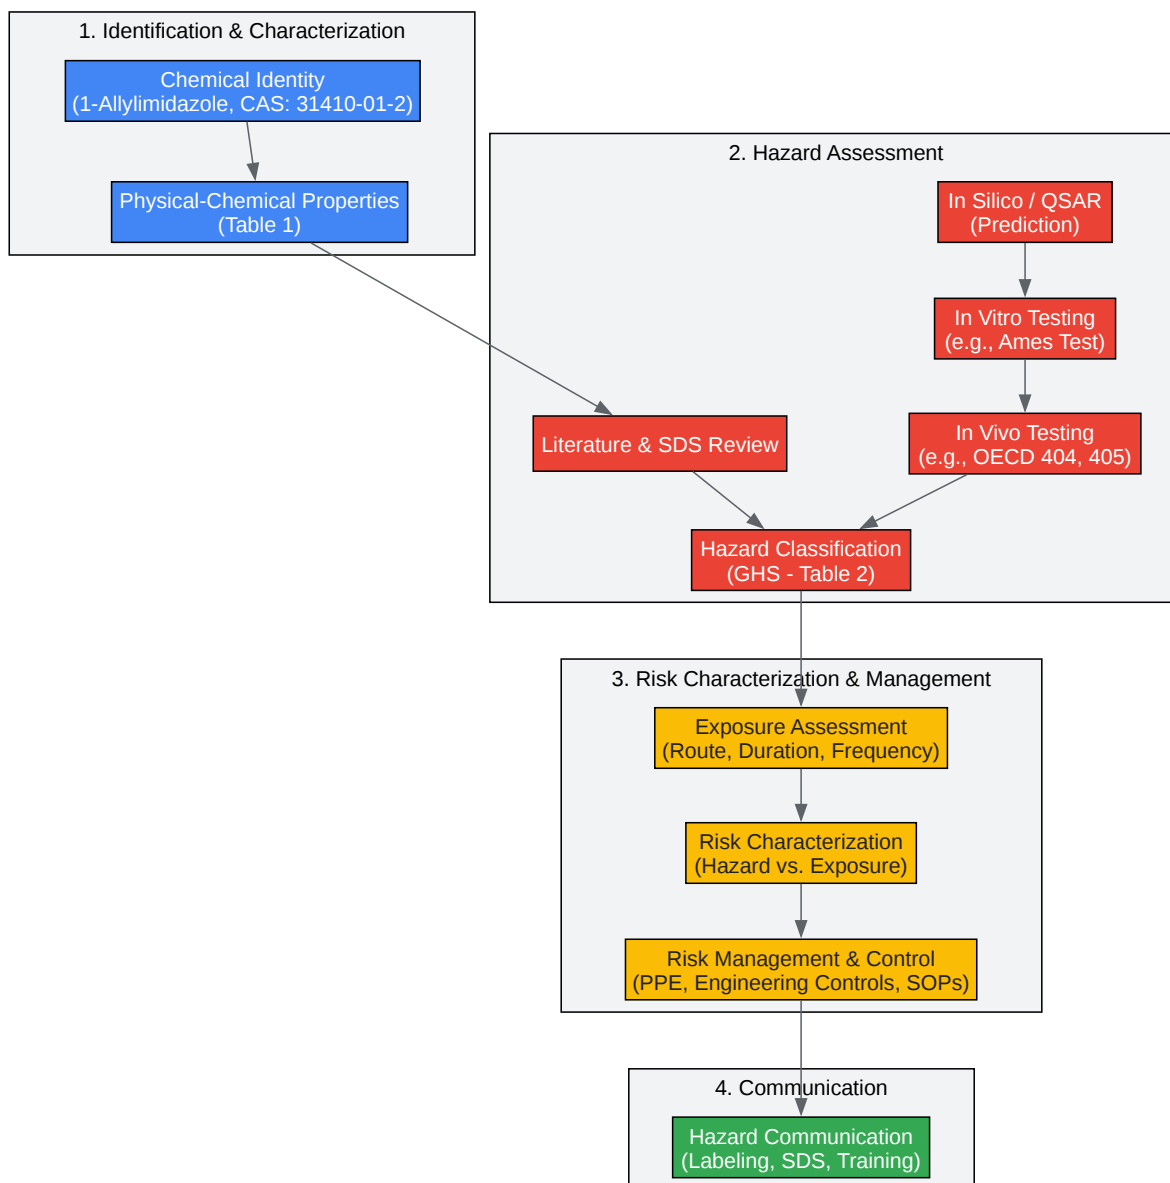 1. Identification & Characterization
Chemical Identity
(1-Allylimidazole, CAS: 31410-01-2)
Physical-Chemical Properties
(Table 1)
2. Hazard Assessment
In Silico / QSAR
(Prediction)
In Vitro Testing
(e.g., Ames Test)
Literature & SDS Review
In Vivo Testing
(e.g., OECD 404, 405)
Hazard Classification
(GHS - Table 2)
3. Risk Characterization & Management
Exposure Assessment
(Route, Duration, Frequency)
Risk Characterization
(Hazard vs. Exposure)
Risk Management & Control
(PPE, Engineering Controls, SOPs)
4. Communication
Hazard Communication
(Labeling, SDS, Training)